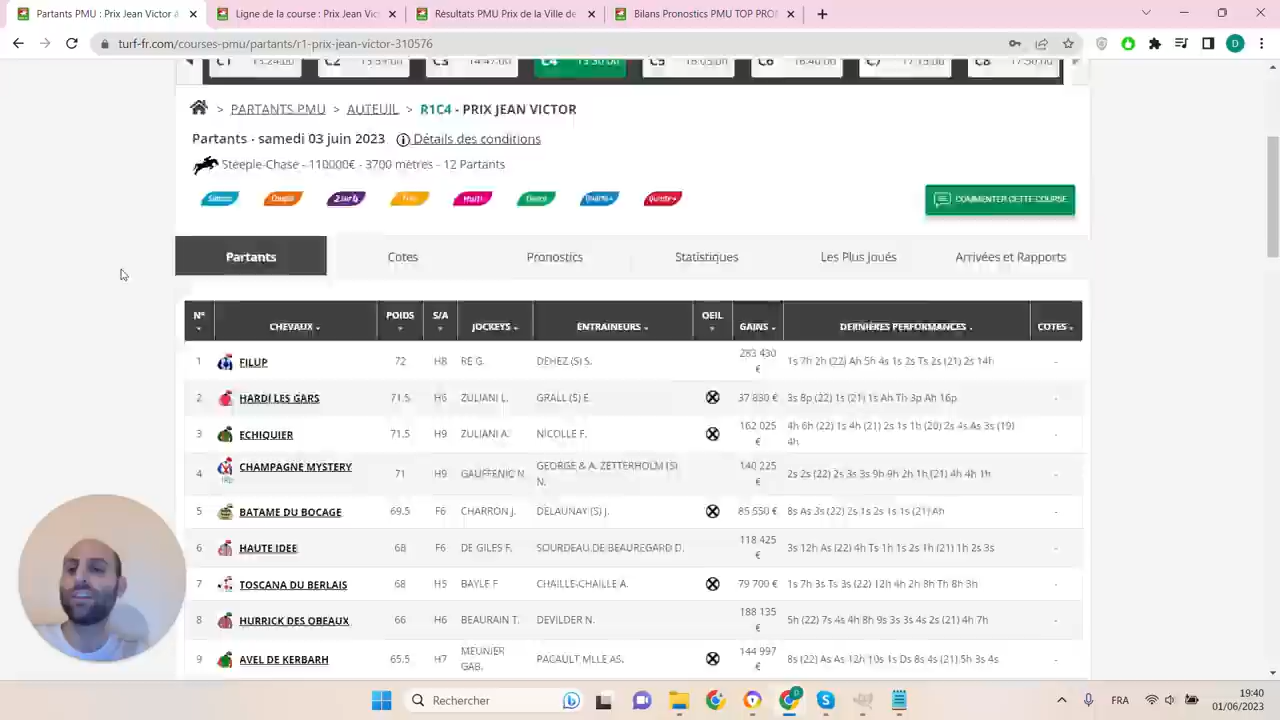 Partants PMU : Prix Jean Victor à
Ligne de la course : Prix Jean Vic
Résultats PMU Prix de la Ville de
Bilans Pronostics PMU TOP PRO
turf-fr.com/courses-pmu/partants/r1-prix-jean-victor-310576
C1 C2 C3 C4 C5 C6 C7 C8
> PARTANTS PMU > AUTEUIL > R1C4 - PRIX JEAN VICTOR
Partants - samedi 03 juin 2023 Détails des conditions
Steeple-Chase - 110000€ - 3700 mètres - 12 Partants
2sur4 Multi
COMMENTER CETTE COURSE
Partants Cotes Pronostics Statistiques Les Plus joués Arrivées et Rapports
N° CHEVAUX POIDS S/A JOCKEYS ENTRAINEURS OEIL GAINS DERNIÈRES PERFORMANCES COTES
1 FILUP 72 H8 RE G. DEHEZ (S) S. 283 430 € 1s 7h 2h (22) Ah 5h 4s 1s 2s Ts 2s (21) 2s 14h -
2 HARDI LES GARS 71.5 H6 ZULIANI L. GRALL (S) E. 37 830 € 3s 8p (22) 1s (21) 1s Ah Th 3p Ah 16p -
3 ECHIQUIER 71.5 H9 ZULIANI A. NICOLLE F. 162 025 € 4h 6h (22) 1s 4h (21) 2s 1s 1h (20) 2s 4s As 3s (19) 4h -
4 CHAMPAGNE MYSTERY 71 H9 GAUFFENIC N. GEORGE & A. ZETTERHOLM (S) N. 140 225 € 2s 2s (22) 2s 3s 3s 9h 9h 2h 1h (21) 4h 4h 1h -
5 BATAME DU BOCAGE 69.5 F6 CHARRON J. DELAUNAY (S) J. 85 550 € 8s As 3s (22) 2s 1s 2s 1s 1s (21) Ah -
6 HAUTE IDEE 68 F6 DE GILES F. SOURDEAU DE BEAUREGARD D. 118 425 € 3s 12h As (22) 4h Ts 1h 1s 2s 1h (21) 1h 2s 3s -
7 TOSCANA DU BERLAIS 68 H5 BAYLE F CHAILLE-CHAILLE A. 79 700 € 1s 7h 3s Ts 3s (22) 12h 4h 2h 8h Th 8h 3h -
8 HURRICK DES OBEAUX 66 H6 BEAURAIN T. DEVILDER N. 188 135 € 5h (22) 7s 4s 4h 8h 9s 3s 3s 4s 2s (21) 4h 7h -
9 AVEL DE KERBARH 65.5 H7 MEUNIER GAB. PACAULT MLLE AS. 144 997 € 8s (22) As As 12h 10s 1s Ds 8s 4s (21) 5h 3s 4s -
Rechercher
FRA
19:40
01/06/2023